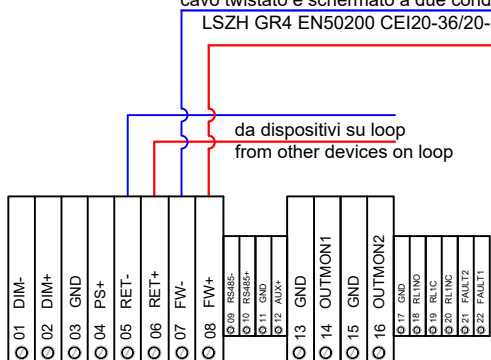 cavo twistato e schermato a due cond
LSZH GR4 EN50200 CEI20-36/20-
da dispositivi su loop
from other devices on loop
01 DIM-
02 DIM+
03 GND
04 PS+
05 RET-
06 RET+
07 FW-
08 FW+
09 RS485-
10 RS485+
11 GND
12 AUX+
13 GND
14 OUTMON1
15 GND
16 OUTMON2
17 GND
18 RL1NO
19 RL1C
20 RL1NC
21 FAULT2
22 FAULT1